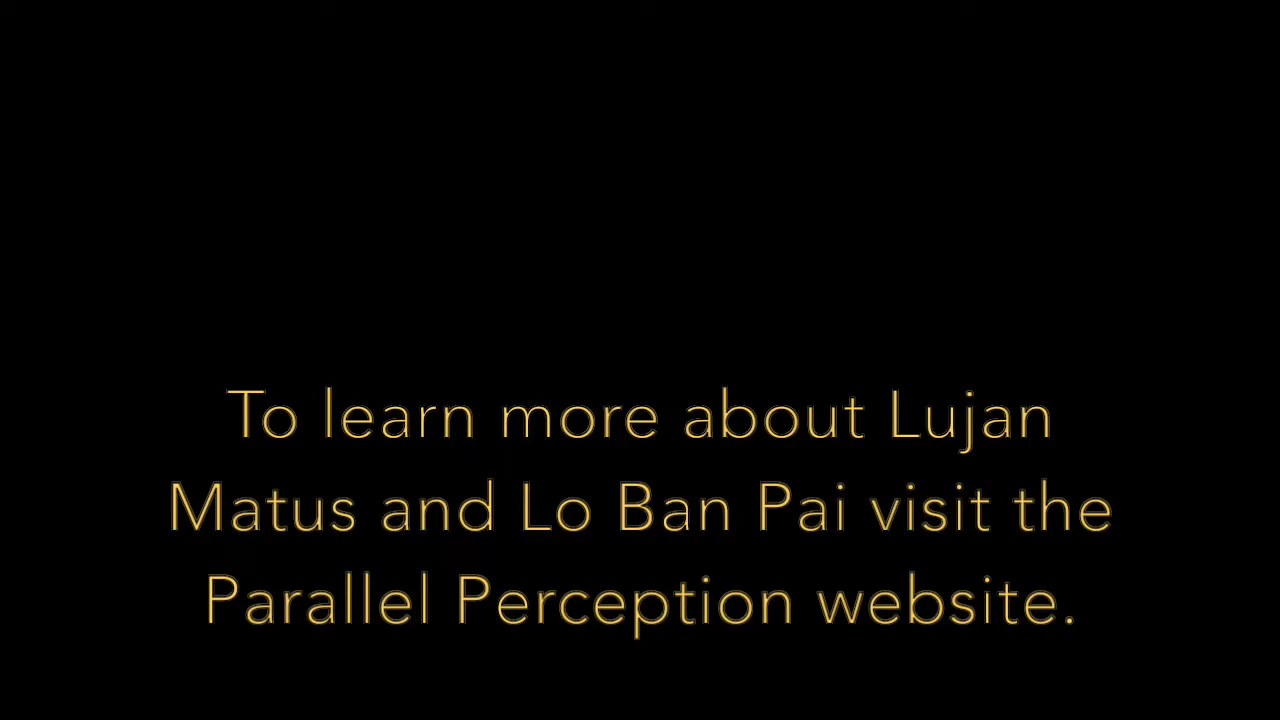 To learn more about Lujan
Matus and Lo Ban Pai visit the
Parallel Perception website.